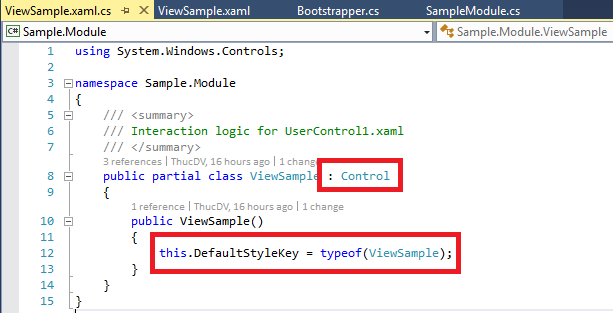 ViewSample.xaml.cs ViewSample.xaml Bootstrapper.cs SampleModule.cs
C# Sample.Module Sample.Module.ViewSample
1 using System.Windows.Controls;
2
3 namespace Sample.Module
4 {
5 /// <summary>
6 /// Interaction logic for UserControl1.xaml
7 /// </summary>
3 references | ThucDV, 16 hours ago | 1 change
8 public partial class ViewSample : Control
9 {
1 reference | ThucDV, 16 hours ago | 1 change
10 public ViewSample()
11 {
12 this.DefaultStyleKey = typeof(ViewSample);
13 }
14 }
15 }